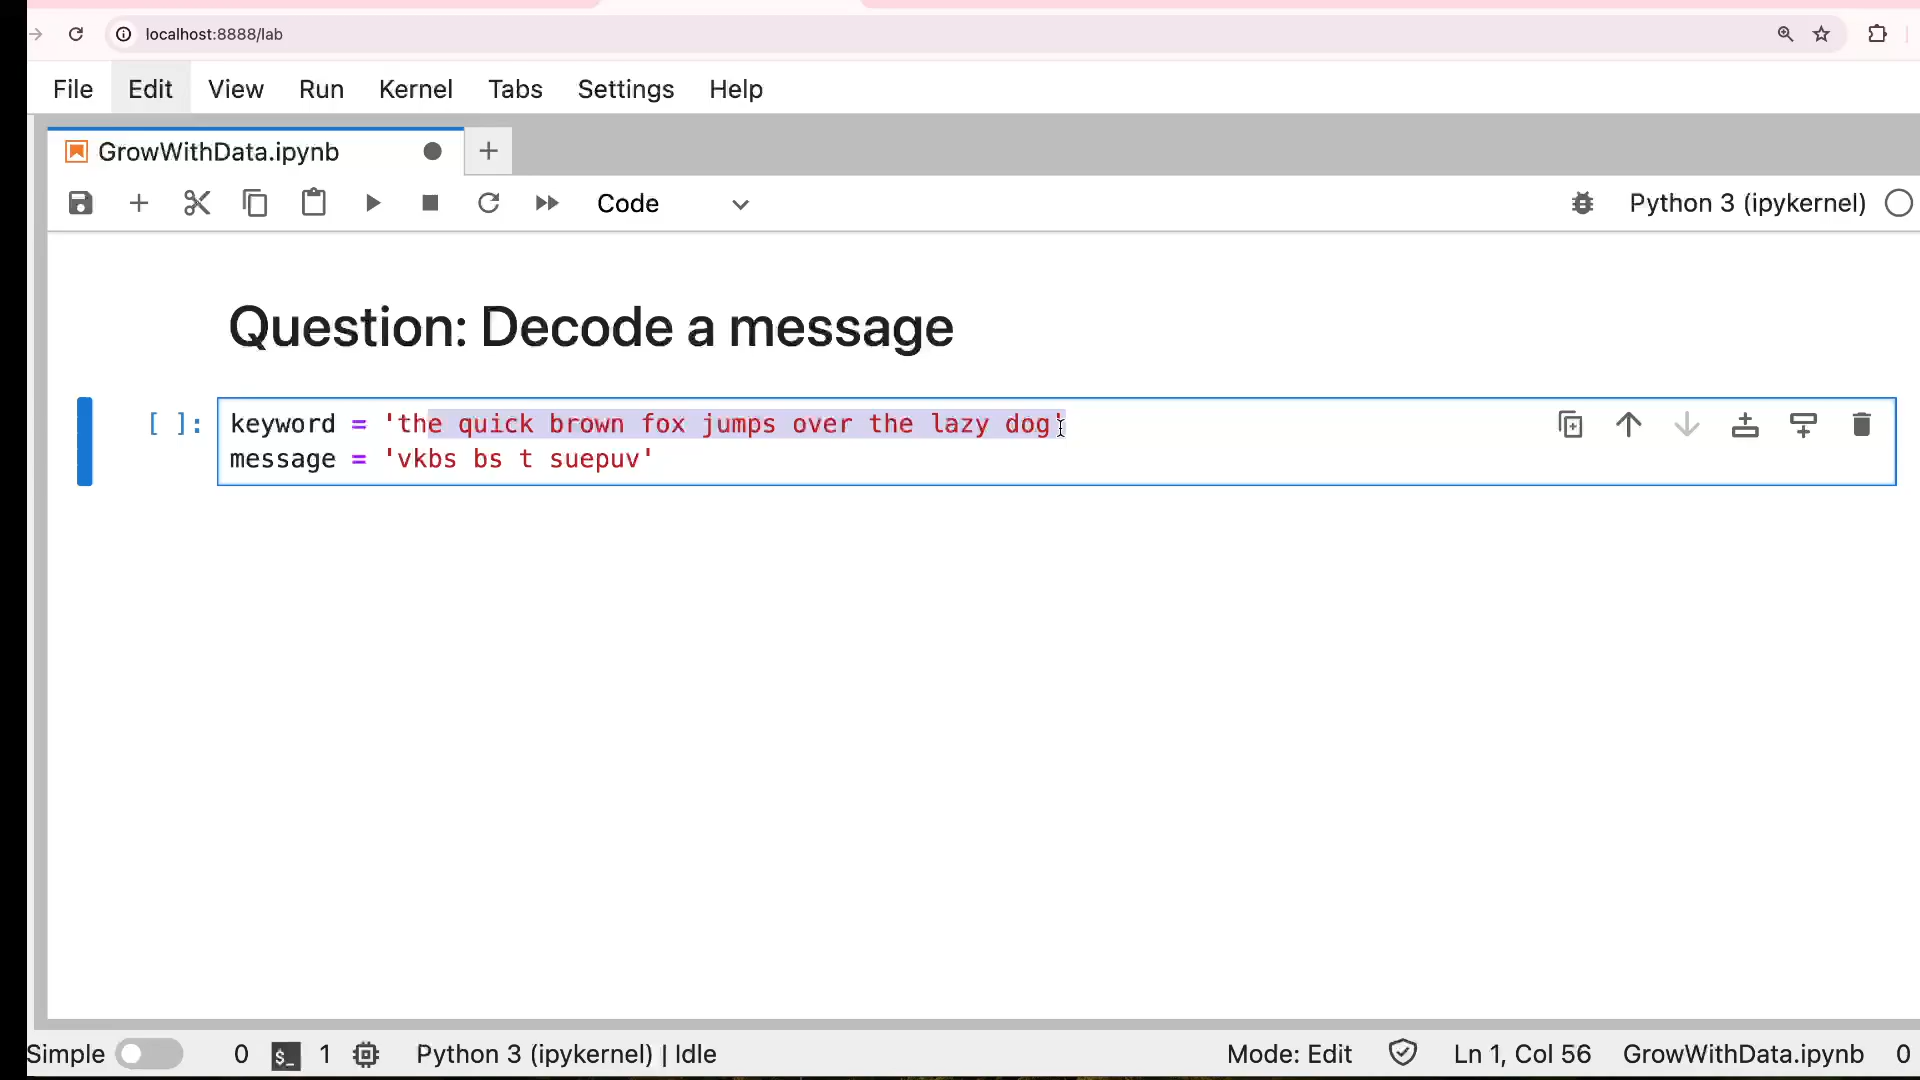 localhost:8888/lab
File Edit View Run Kernel Tabs Settings Help
GrowWithData.ipynb
Code Python 3 (ipykernel)
Question: Decode a message
[ ]: keyword = 'the quick brown fox jumps over the lazy dog'
message = 'vkbs bs t suepuv'
Simple 0 $_ 1 Python 3 (ipykernel) | Idle Mode: Edit Ln 1, Col 56 GrowWithData.ipynb 0